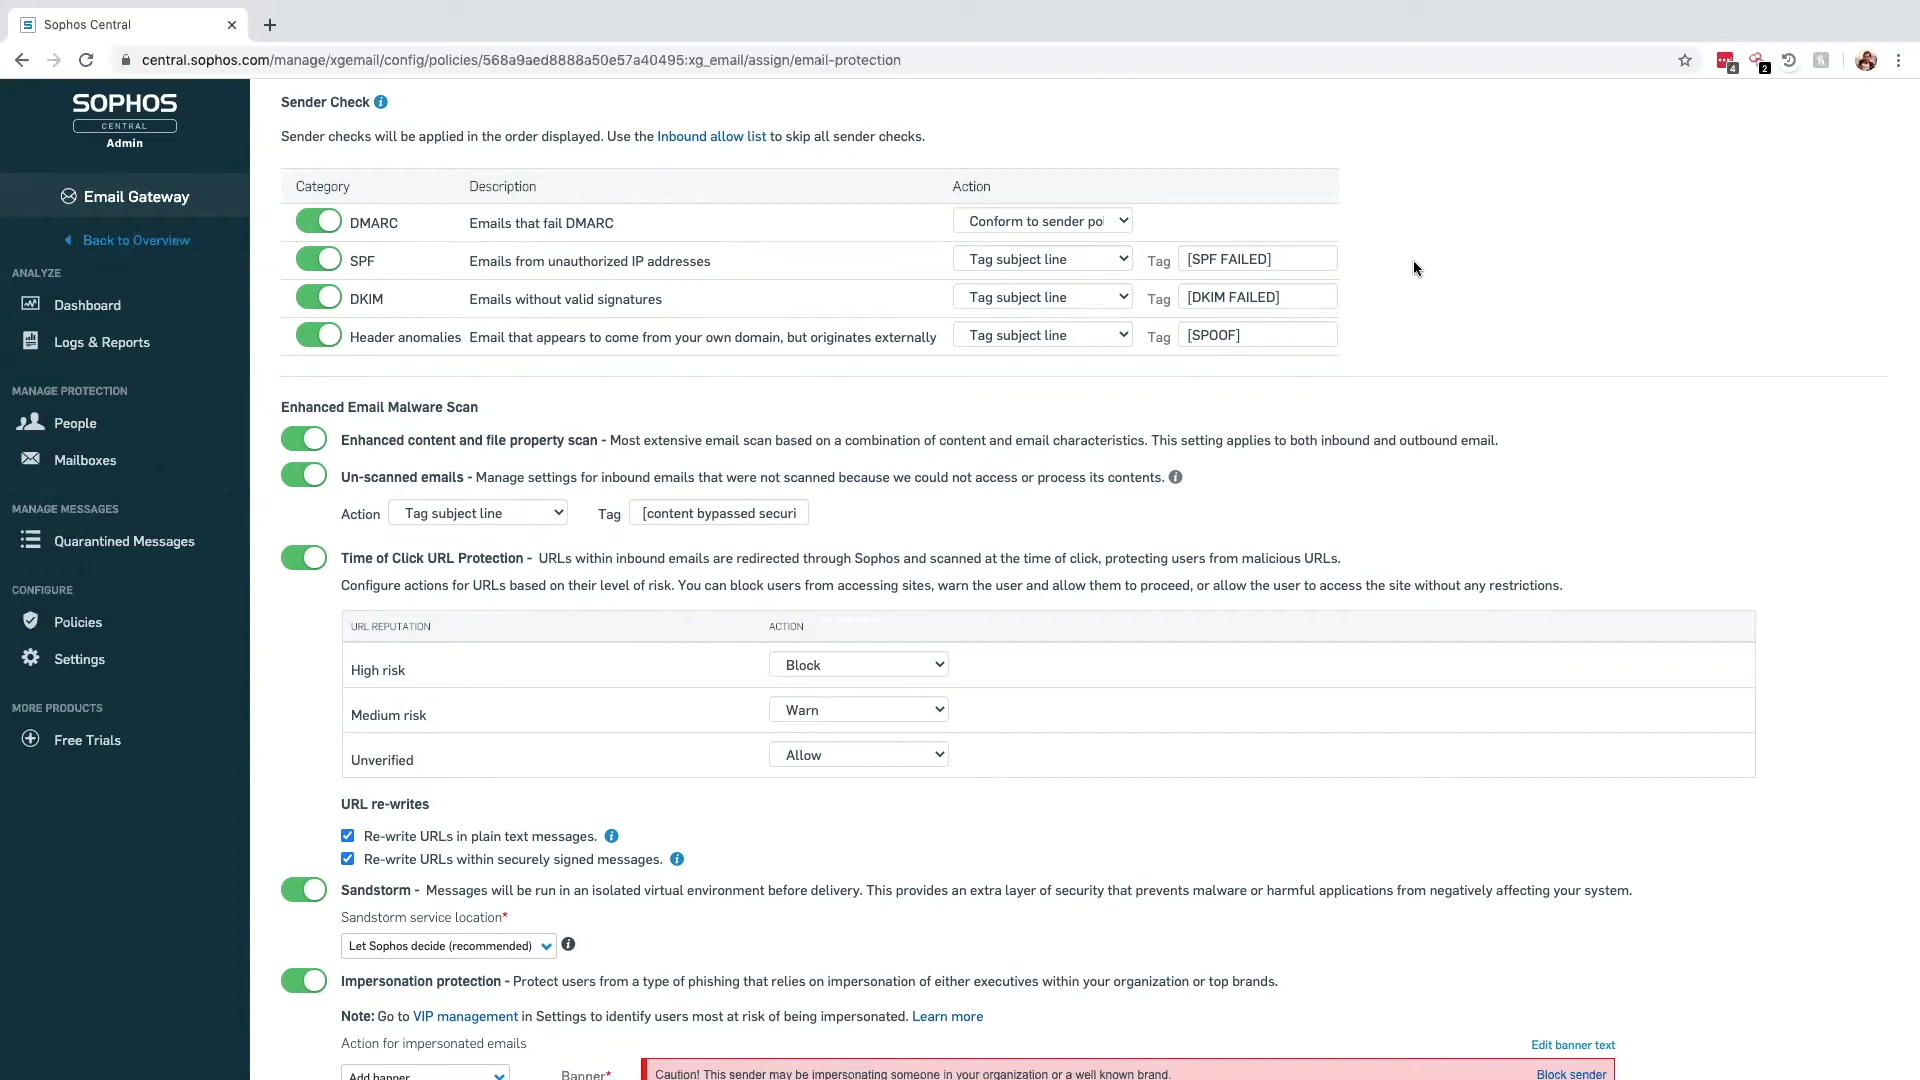 Sophos Central
central.sophos.com/manage/xgemail/config/policies/568a9aed8888a50e57a40495:xg_email/assign/email-protection
4
2
SOPHOS
CENTRAL
Admin
Email Gateway
Back to Overview
ANALYZE
Dashboard
Logs & Reports
MANAGE PROTECTION
People
Mailboxes
MANAGE MESSAGES
Quarantined Messages
CONFIGURE
Policies
Settings
MORE PRODUCTS
Free Trials
Sender Check
Sender checks will be applied in the order displayed. Use the Inbound allow list to skip all sender checks.
Category Description Action
DMARC Emails that fail DMARC Conform to sender po
SPF Emails from unauthorized IP addresses Tag subject line Tag [SPF FAILED]
DKIM Emails without valid signatures Tag subject line Tag [DKIM FAILED]
Header anomalies Email that appears to come from your own domain, but originates externally Tag subject line Tag [SPOOF]
Enhanced Email Malware Scan
Enhanced content and file property scan - Most extensive email scan based on a combination of content and email characteristics. This setting applies to both inbound and outbound email.
Un-scanned emails - Manage settings for inbound emails that were not scanned because we could not access or process its contents.
Action Tag subject line Tag [content bypassed securi
Time of Click URL Protection - URLs within inbound emails are redirected through Sophos and scanned at the time of click, protecting users from malicious URLs.
Configure actions for URLs based on their level of risk. You can block users from accessing sites, warn the user and allow them to proceed, or allow the user to access the site without any restrictions.
URL REPUTATION ACTION
High risk Block
Medium risk Warn
Unverified Allow
URL re-writes
Re-write URLs in plain text messages.
Re-write URLs within securely signed messages.
Sandstorm - Messages will be run in an isolated virtual environment before delivery. This provides an extra layer of security that prevents malware or harmful applications from negatively affecting your system.
Sandstorm service location*
Let Sophos decide (recommended)
Impersonation protection - Protect users from a type of phishing that relies on impersonation of either executives within your organization or top brands.
Note: Go to VIP management in Settings to identify users most at risk of being impersonated. Learn more
Action for impersonated emails Edit banner text
Add banner Banner* Caution! This sender may be impersonating someone in your organization or a well known brand. Block sender